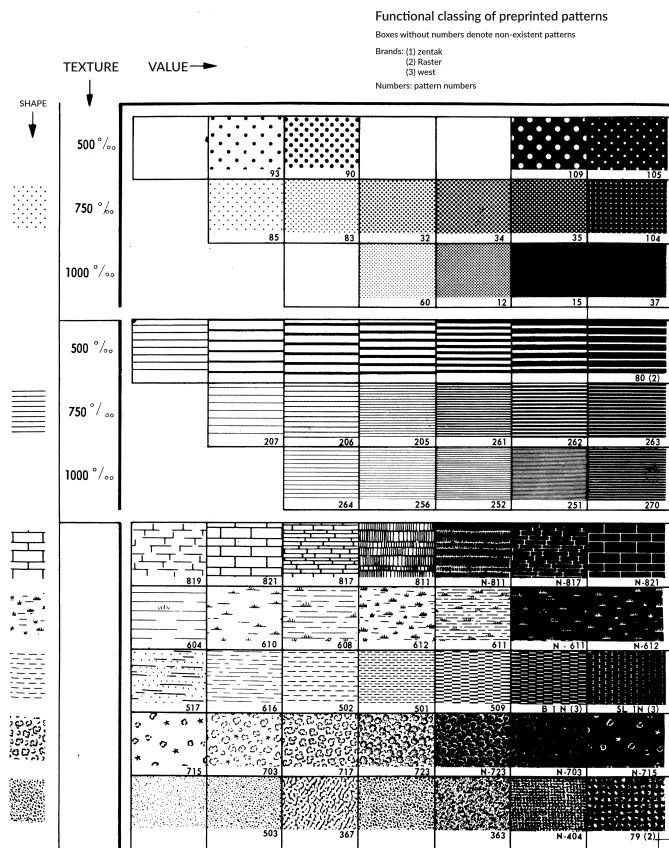 Functional classing of preprinted patterns
Boxes without numbers denote non-existent patterns
Brands: (1) zentak
(2) Raster
(3) west
Numbers: pattern numbers
TEXTURE VALUE
SHAPE
500 °/oo
93 90 109 105
750 °/oo
85 83 32 34 35 104
1000 °/oo
60 12 15 37
500 °/oo
80 (2)
750 °/oo
207 206 205 261 262 263
1000 °/oo
264 256 252 251 270
819 821 817 811 N-811 N-817 N-821
604 610 608 612 611 N - 611 N-612
517 616 502 501 509 B 1 N (3) SL 1N (3)
715 703 717 723 N-723 N-703 N-715
503 367 363 N-404 79 (2)